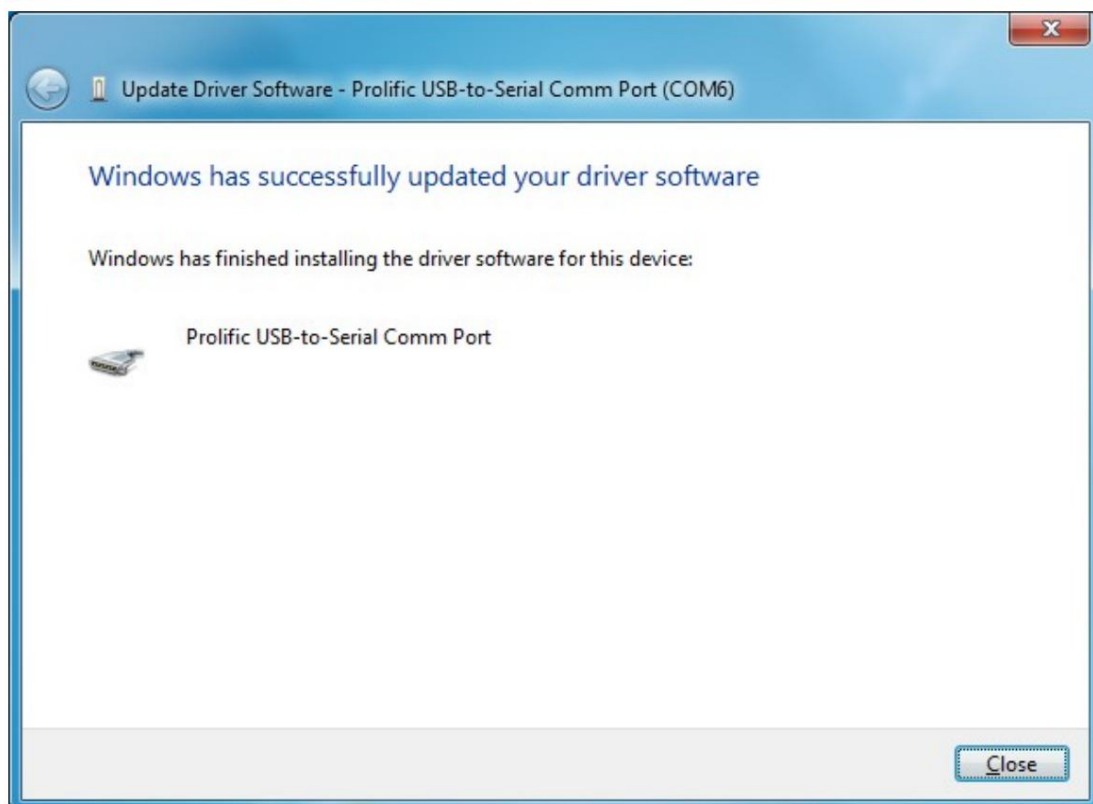 Update Driver Software - Prolific USB-to-Serial Comm Port (COM6)
Windows has successfully updated your driver software
Windows has finished installing the driver software for this device:
Prolific USB-to-Serial Comm Port
Close